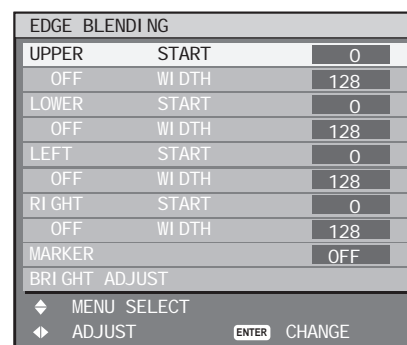 EDGE BLENDING
UPPER START 0
OFF WIDTH 128
LOWER START 0
OFF WIDTH 128
LEFT START 0
OFF WIDTH 128
RIGHT START 0
OFF WIDTH 128
MARKER OFF
BRIGHT ADJUST
MENU SELECT
ADJUST ENTER CHANGE